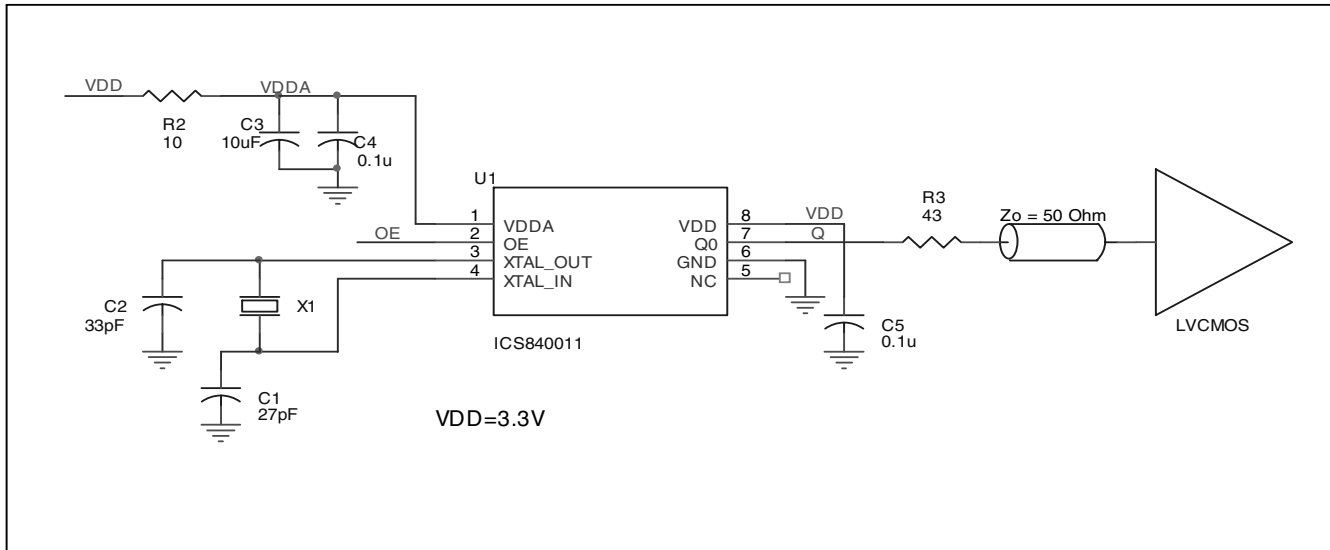 VDD
VDDA
R2
10
C3
10uF
C4
0.1u
U1
1
VDDA
2
OE
3
XTAL_OUT
4
XTAL_IN
OE
8
VDD
7
Q0
6
GND
5
NC
VDD
Q
R3
43
Zo = 50 Ohm
C2
33pF
X1
C1
27pF
C5
0.1u
LVCMOS
ICS840011
VDD=3.3V